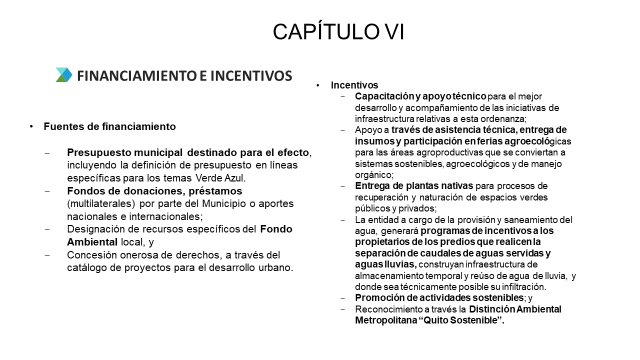 CAPÍTULO VI
FINANCIAMIENTO E INCENTIVOS
• Fuentes de financiamiento
– Presupuesto municipal destinado para el efecto,
incluyendo la definición de presupuesto en líneas
específicas para los temas Verde Azul.
– Fondos de donaciones, préstamos
(multilaterales) por parte del Municipio o aportes
nacionales e internacionales;
– Designación de recursos específicos del Fondo
Ambiental local, y
– Concesión onerosa de derechos, a través del
catálogo de proyectos para el desarrollo urbano.
• Incentivos
– Capacitación y apoyo técnico para el mejor
desarrollo y acompañamiento de las iniciativas de
infraestructura relativas a esta ordenanza;
– Apoyo a través de asistencia técnica, entrega de
insumos y participación en ferias agroecológicas
para las áreas agroproductivas que se conviertan a
sistemas sostenibles, agroecológicos y de manejo
orgánico;
– Entrega de plantas nativas para procesos de
recuperación y naturación de espacios verdes
públicos y privados;
– La entidad a cargo de la provisión y saneamiento del
agua, generará programas de incentivos a los
propietarios de los predios que realicen la
separación de caudales de aguas servidas y
aguas lluvias, construyan infraestructura de
almacenamiento temporal y reúso de agua de lluvia, y
donde sea técnicamente posible su infiltración.
– Promoción de actividades sostenibles; y
– Reconocimiento a través la Distinción Ambiental
Metropolitana “Quito Sostenible”.